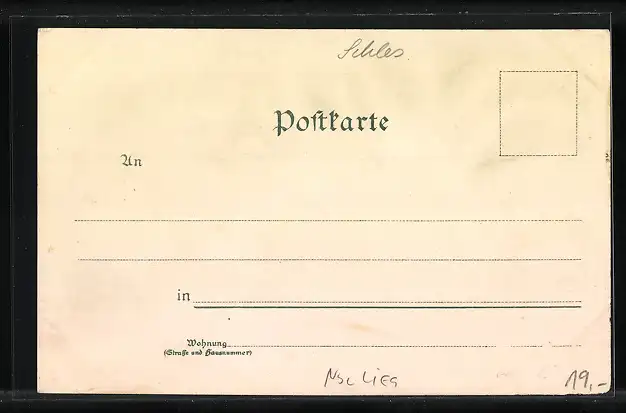 Schles.
Postkarte
An
in
Wohnung
(Straße und Hausnummer)
19,-